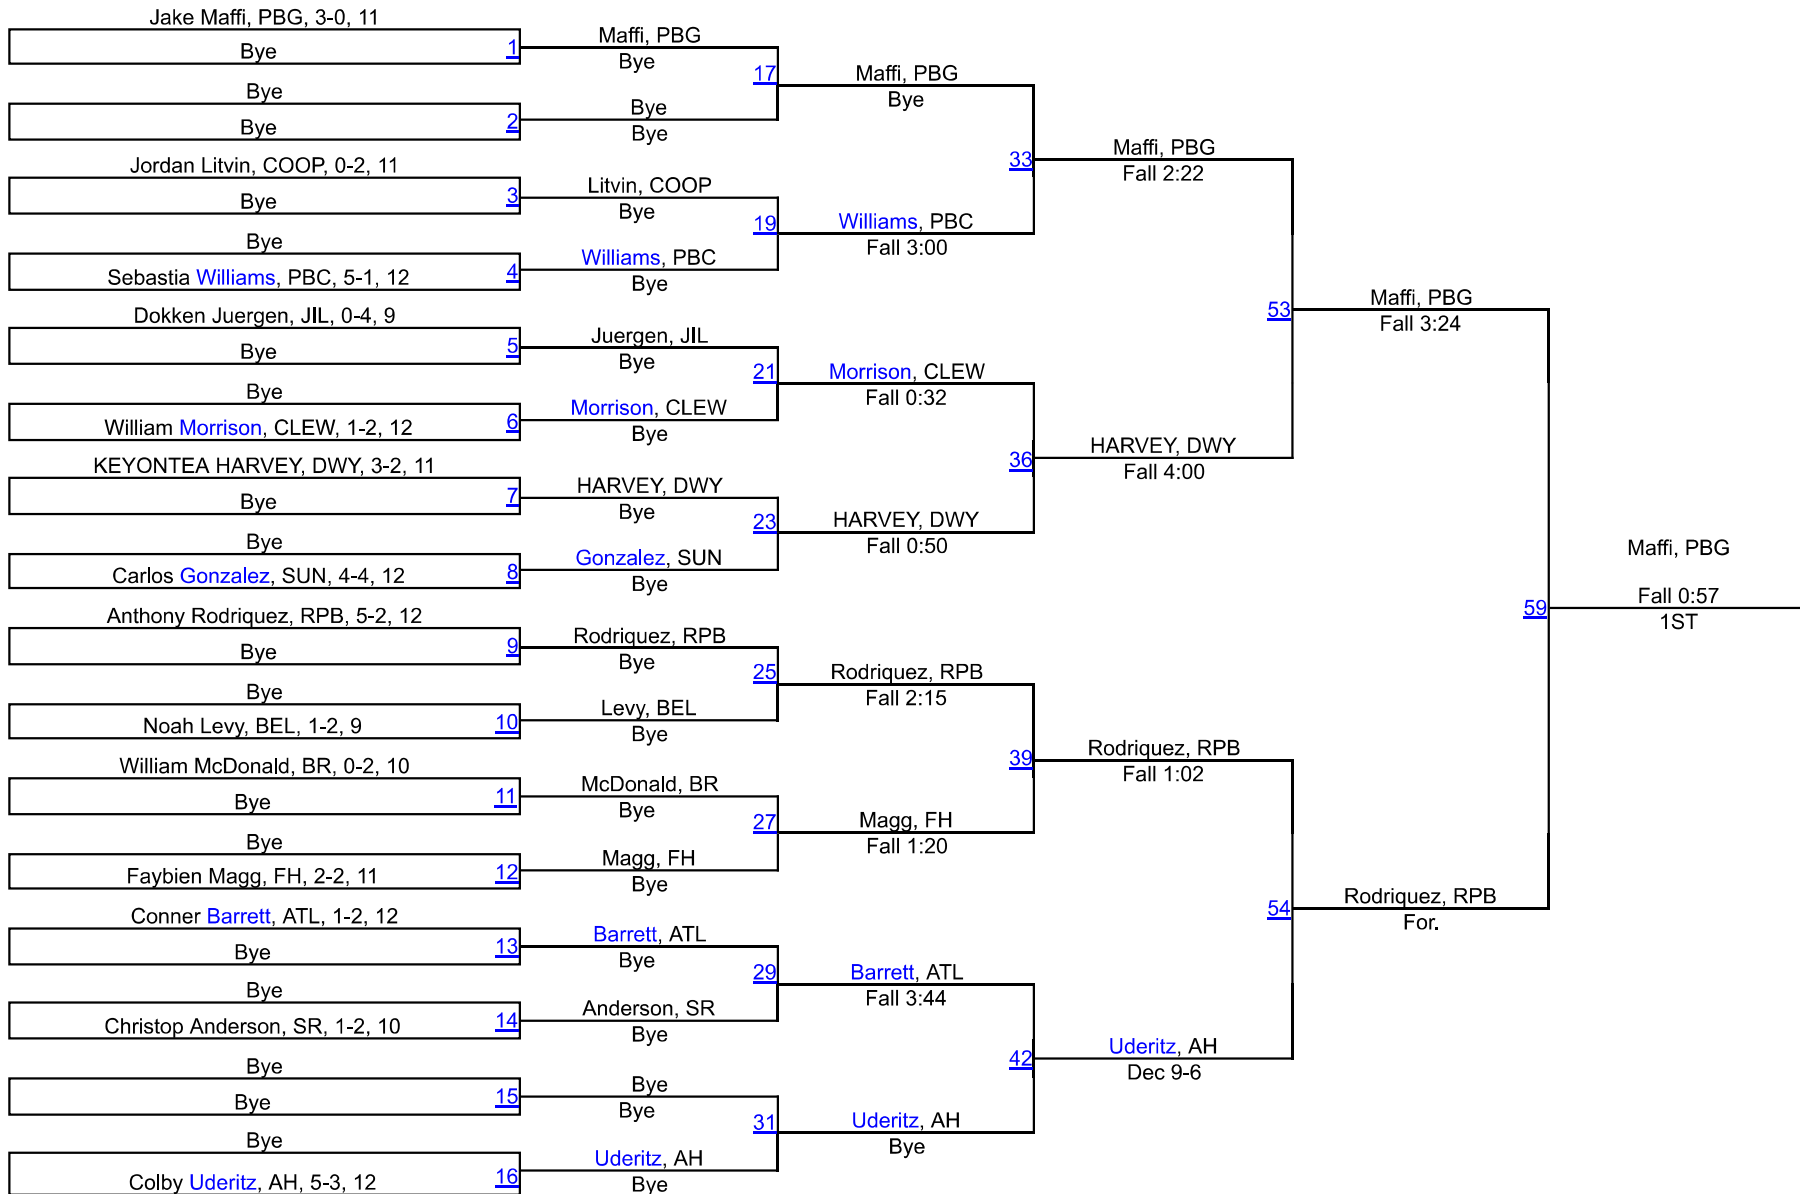 Jake Maffi, PBG, 3-0, 11
Bye
1
Bye
Bye
2
Jordan Litvin, COOP, 0-2, 11
Bye
3
Bye
Sebastia Williams, PBC, 5-1, 12
4
Dokken Juergen, JIL, 0-4, 9
Bye
5
Bye
William Morrison, CLEW, 1-2, 12
6
KEYONTEA HARVEY, DWY, 3-2, 11
Bye
7
Bye
Carlos Gonzalez, SUN, 4-4, 12
8
Anthony Rodriquez, RPB, 5-2, 12
Bye
9
Bye
Noah Levy, BEL, 1-2, 9
10
William McDonald, BR, 0-2, 10
Bye
11
Bye
Faybien Magg, FH, 2-2, 11
12
Conner Barrett, ATL, 1-2, 12
Bye
13
Bye
Christop Anderson, SR, 1-2, 10
14
Bye
Bye
15
Bye
Colby Uderitz, AH, 5-3, 12
16
Maffi, PBG
Bye
17
Bye
Bye
Litvin, COOP
Bye
19
Williams, PBC
Bye
Juergen, JIL
Bye
21
Morrison, CLEW
Bye
HARVEY, DWY
Bye
23
Gonzalez, SUN
Bye
Rodriquez, RPB
Bye
25
Levy, BEL
Bye
McDonald, BR
Bye
27
Magg, FH
Bye
Barrett, ATL
Bye
29
Anderson, SR
Bye
Bye
Bye
31
Uderitz, AH
Bye
Maffi, PBG
Bye
33
Williams, PBC
Fall 3:00
Morrison, CLEW
Fall 0:32
36
HARVEY, DWY
Fall 0:50
Rodriquez, RPB
Fall 2:15
39
Magg, FH
Fall 1:20
Barrett, ATL
Fall 3:44
42
Uderitz, AH
Bye
Maffi, PBG
Fall 2:22
53
HARVEY, DWY
Fall 4:00
Rodriquez, RPB
Fall 1:02
54
Uderitz, AH
Dec 9-6
Maffi, PBG
Fall 3:24
59
Rodriquez, RPB
For.
Maffi, PBG
Fall 0:57
1ST